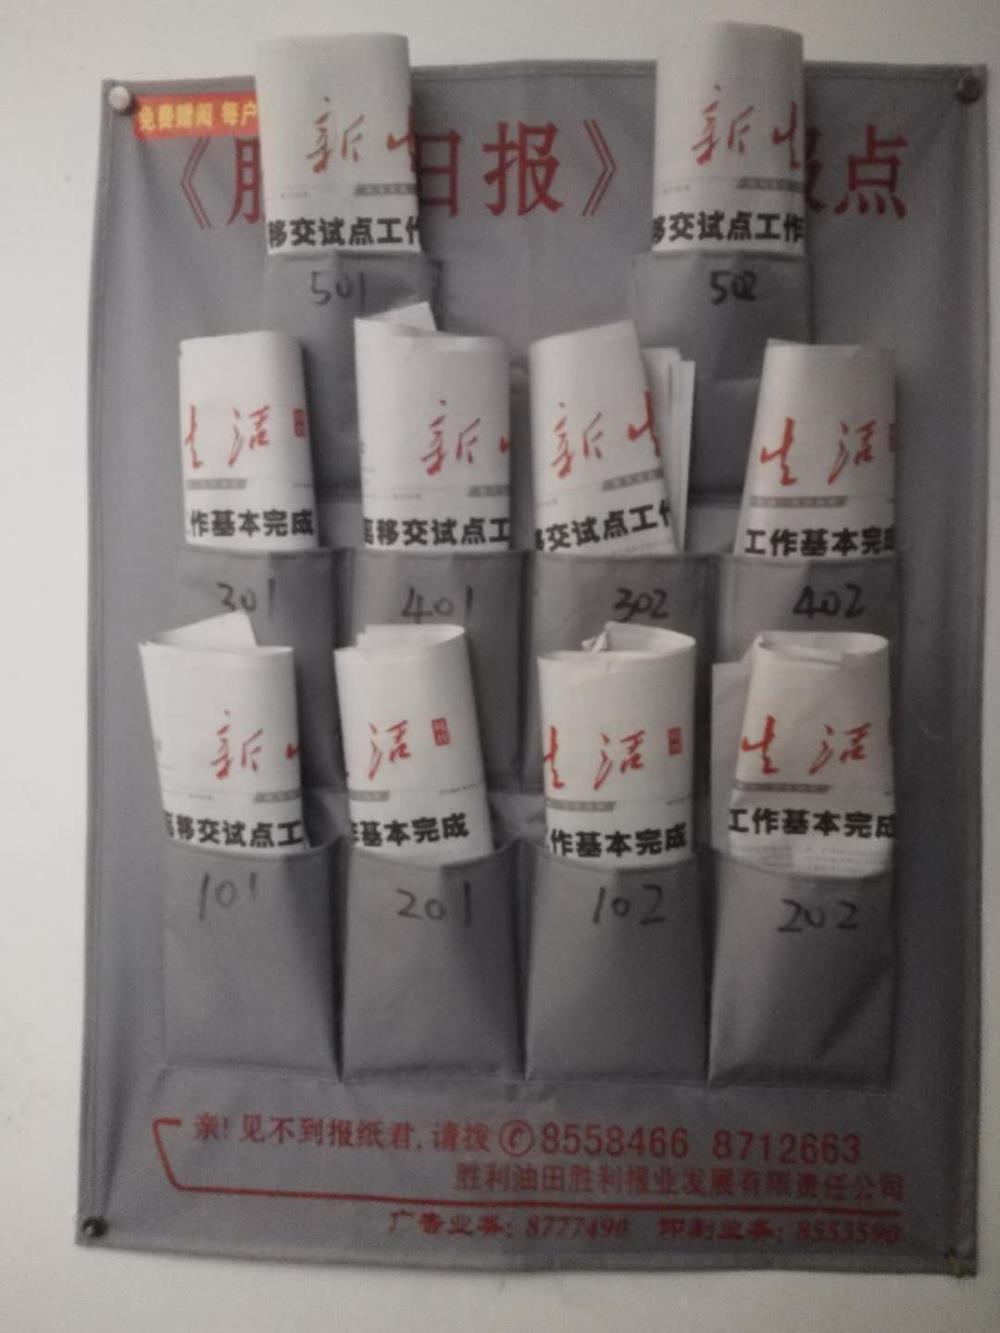 免费赠阅 每户
日报》 报点
新生
移交试点工作
新生
移交试点工作
501
502
生活
作基本完成
新
移交试点工
新生
移交试点工作
生活
工作基本完成
301
401
302
402
新
移交试点工
活
基本完成
生活
作基本完成
生活
工作基本完成
101
201
102
202
亲! 见不到报纸君,请拨✆8558466 8712663
胜利油田胜利报业发展有限责任公司
广告业务: 8777490 印刷业务: 8553590